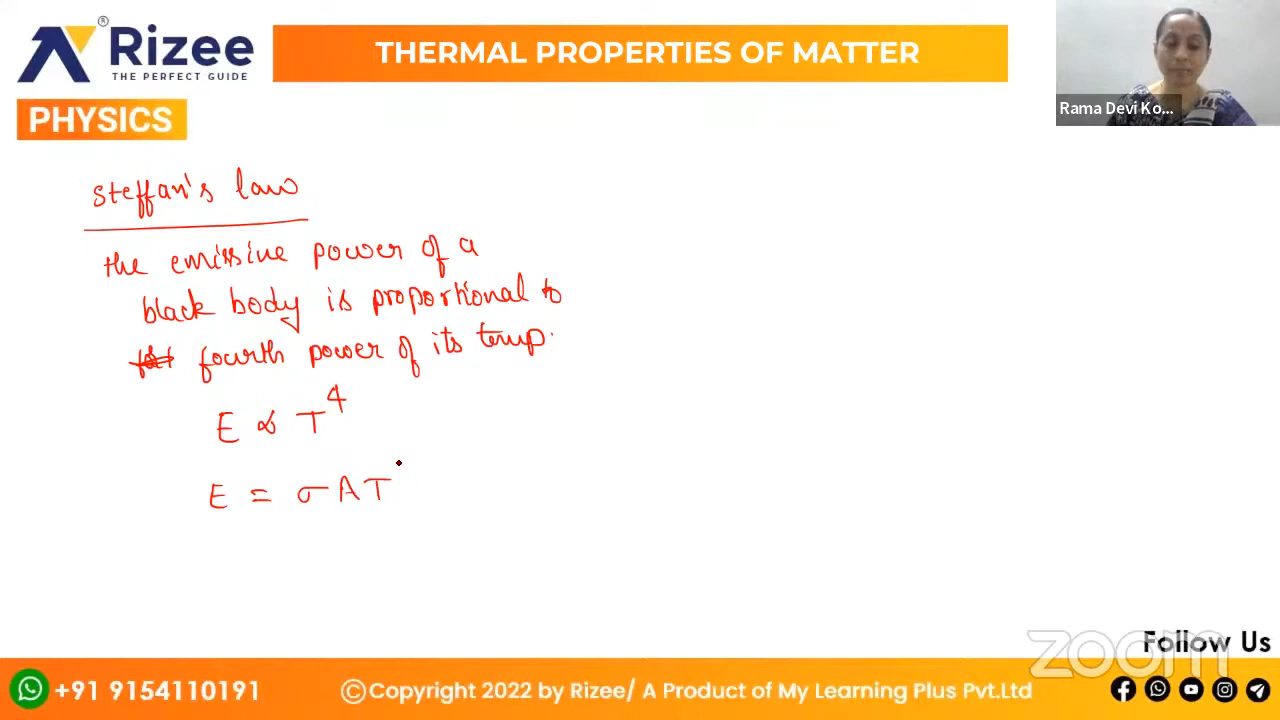 Rizee®
THE PERFECT GUIDE
THERMAL PROPERTIES OF MATTER
PHYSICS
Rama Devi Ko...
Steffan's law
the emissive power of a
black body is proportional to
fourth power of its temp.
E ∝ T⁴
E = σAT
zoom
Follow Us
+91 9154110191
©Copyright 2022 by Rizee/ A Product of My Learning Plus Pvt.Ltd